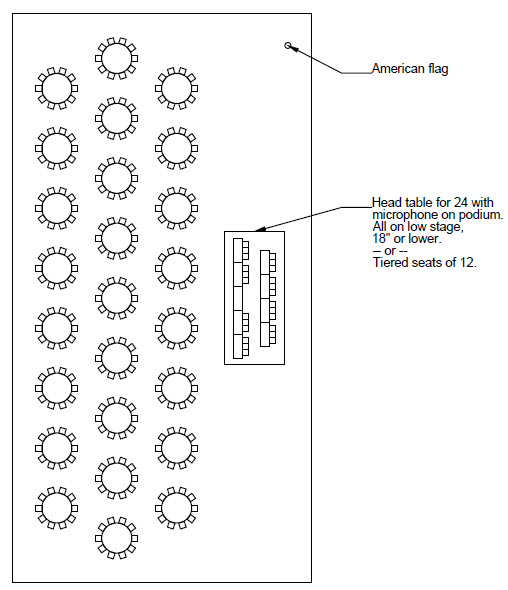 American flag
Head table for 24 with
microphone on podium.
All on low stage,
18" or lower.
-- or --
Tiered seats of 12.